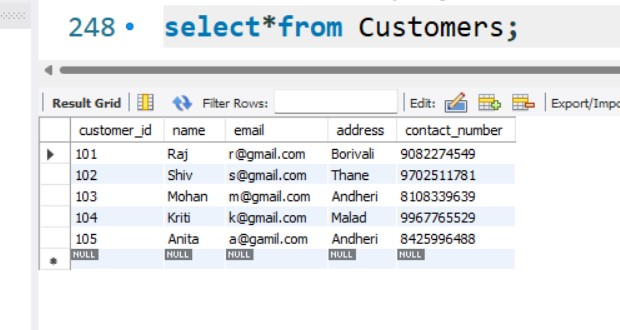 248 select*from Customers;
Result Grid Filter Rows: Edit: Export/Impo
customer_id name email address contact_number
101 Raj r@gmail.com Borivali 9082274549
102 Shiv s@gmail.com Thane 9702511781
103 Mohan m@gmail.com Andheri 8108339639
104 Kriti k@gmail.com Malad 9967765529
105 Anita a@gamil.com Andheri 8425996488
NULL NULL NULL NULL NULL